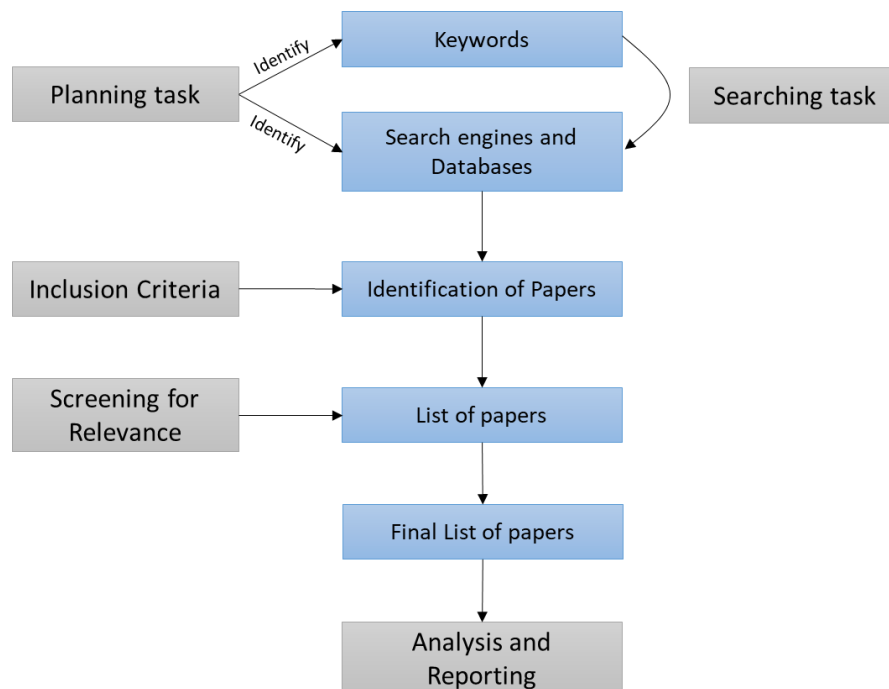 Keywords
Identify
Planning task
Searching task
Identify
Search engines and
Databases
Inclusion Criteria
Identification of Papers
Screening for
Relevance
List of papers
Final List of papers
Analysis and
Reporting